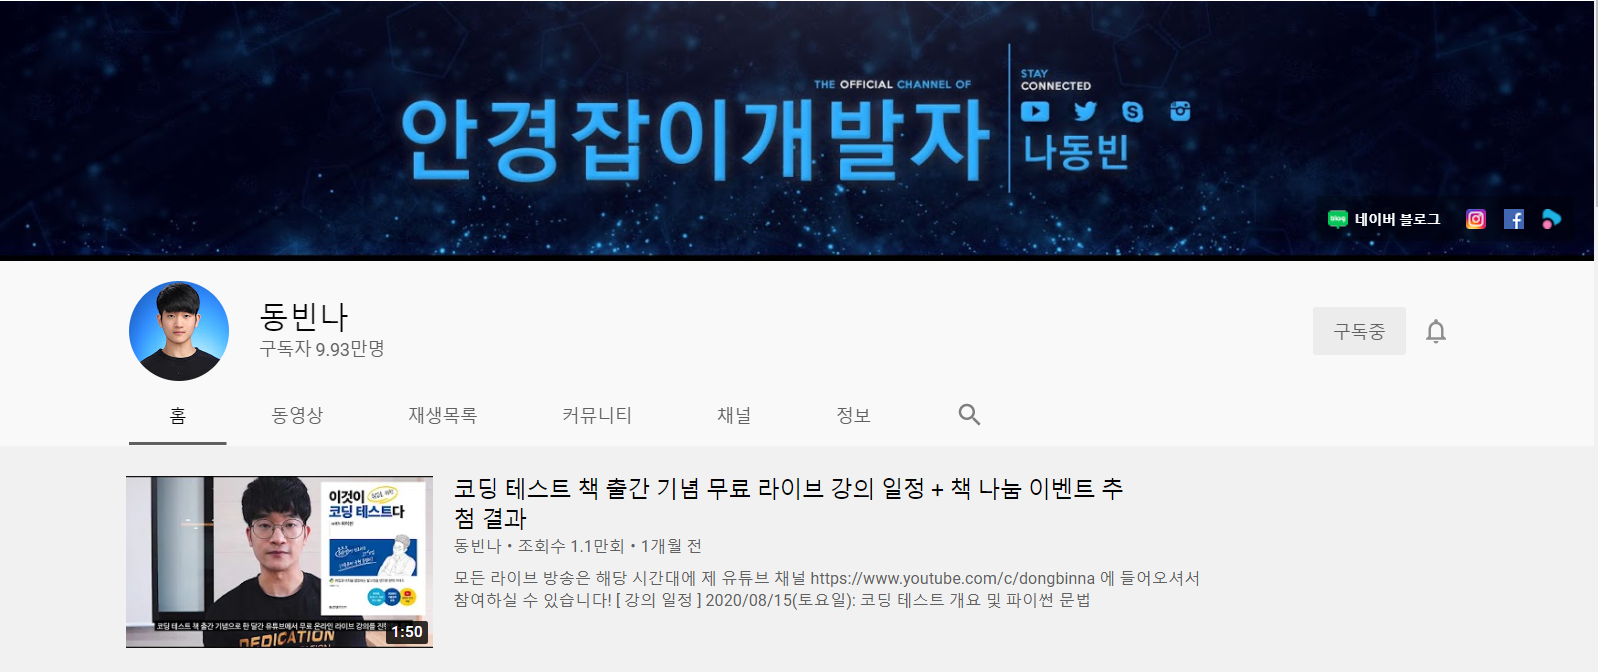 THE OFFICIAL CHANNEL OF
안경잡이개발자
STAY
CONNECTED
나동빈
blog 네이버 블로그
동빈나
구독자 9.93만명
구독중
홈 동영상 재생목록 커뮤니티 채널 정보
이것이
코딩 테스트다
코딩 테스트 책 출간 기념으로 한 달간 유튜브에서 무료 온라인 라이브 강의를 진행
DEDICATION
1:50
코딩 테스트 책 출간 기념 무료 라이브 강의 일정 + 책 나눔 이벤트 추
첨 결과
동빈나 • 조회수 1.1만회 • 1개월 전
모든 라이브 방송은 해당 시간대에 제 유튜브 채널 https://www.youtube.com/c/dongbinna 에 들어오셔서
참여하실 수 있습니다! [ 강의 일정 ] 2020/08/15(토요일): 코딩 테스트 개요 및 파이썬 문법